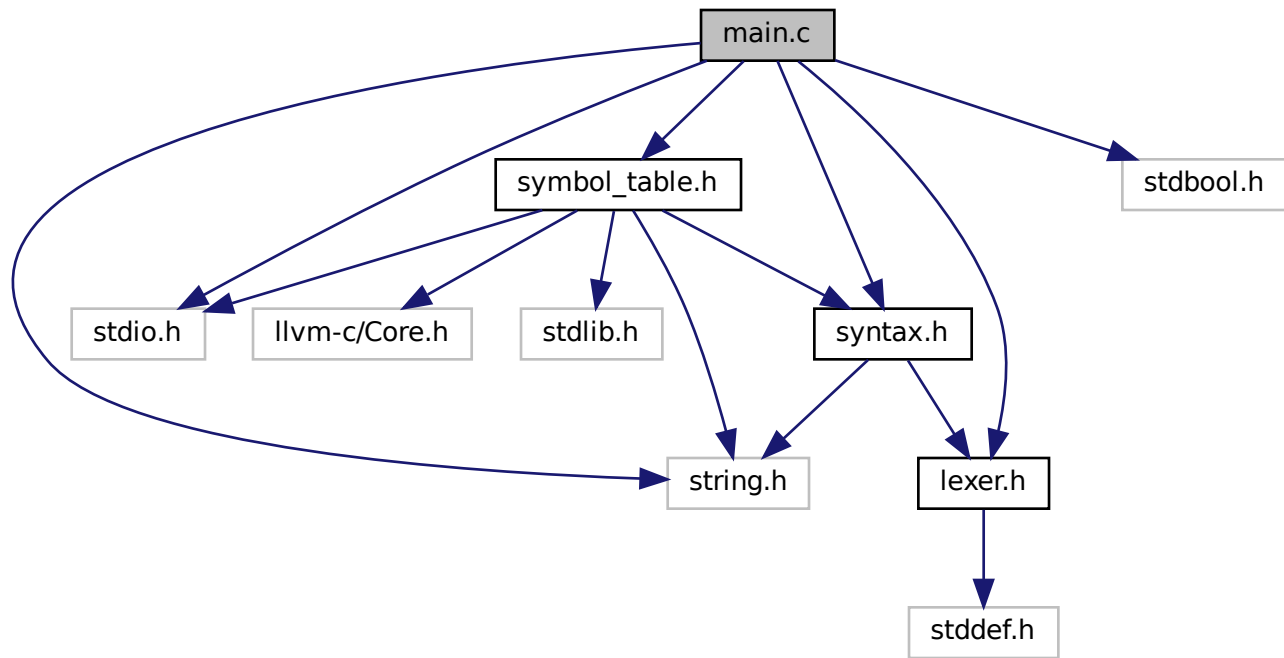 main.c
symbol_table.h
stdbool.h
stdio.h
llvm-c/Core.h
stdlib.h
syntax.h
string.h
lexer.h
stddef.h